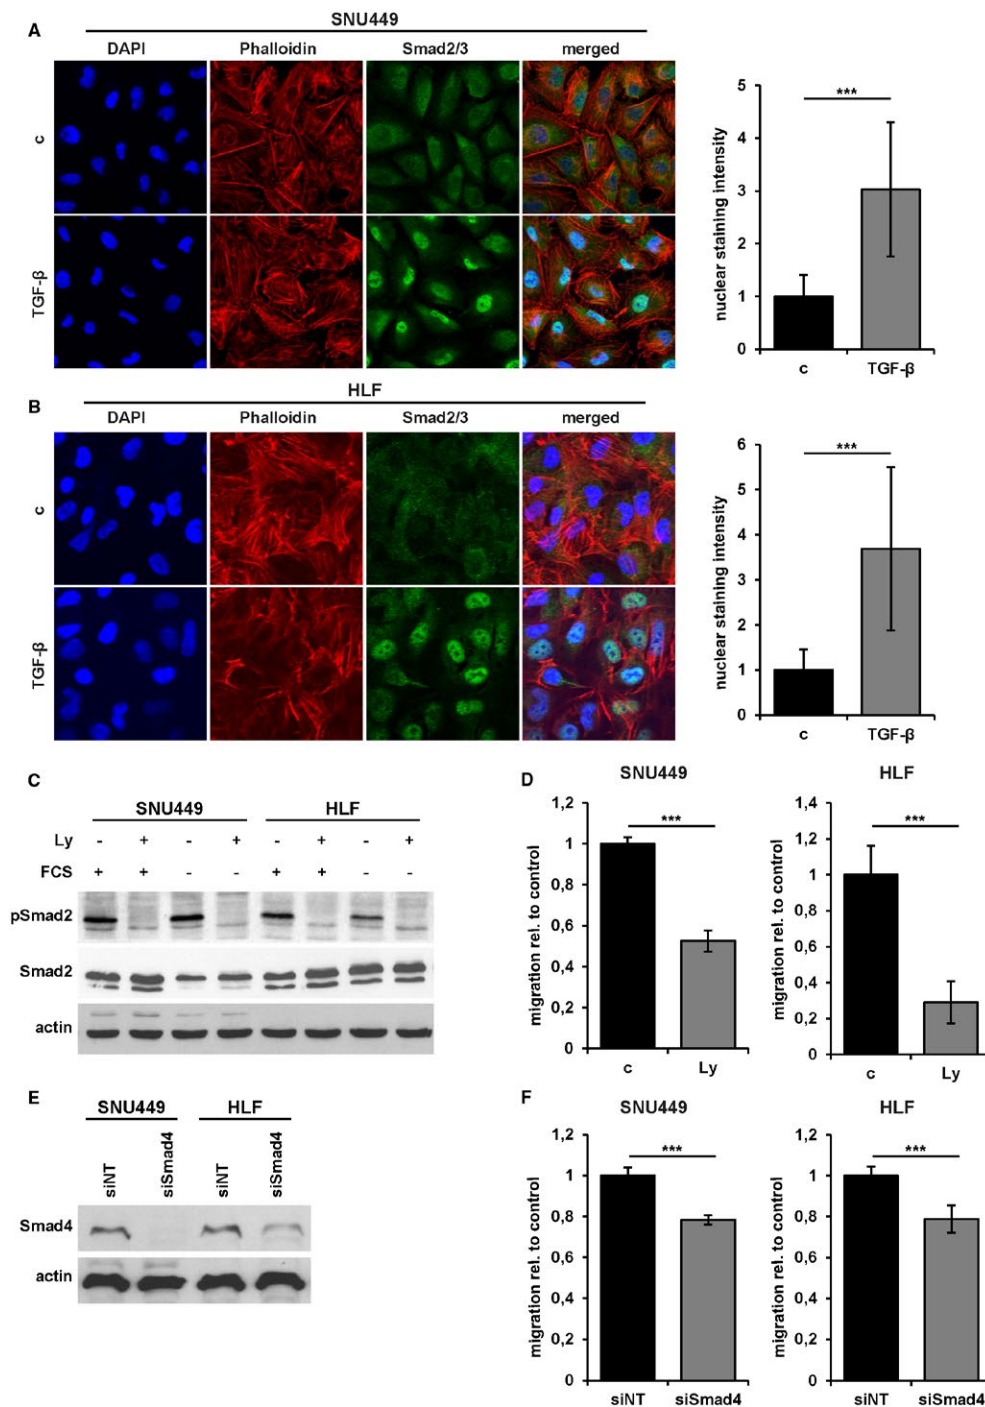 A
SNU449
DAPI Phalloidin Smad2/3 merged
c
TGF-β
nuclear staining intensity
5
4
3
2
1
0
***
c TGF-β
B
HLF
DAPI Phalloidin Smad2/3 merged
c
TGF-β
nuclear staining intensity
6
5
4
3
2
1
0
***
c TGF-β
C
SNU449 HLF
Ly - + - + - + - +
FCS + + - - + + - -
pSmad2
Smad2
actin
D
SNU449
migration rel. to control
1,2
1
0,8
0,6
0,4
0,2
0
***
c Ly
HLF
migration rel. to control
1,4
1,2
1
0,8
0,6
0,4
0,2
0
***
c Ly
E
SNU449 HLF
siNT siSmad4 siNT siSmad4
Smad4
actin
F
SNU449
migration rel. to control
1,2
1
0,8
0,6
0,4
0,2
0
***
siNT siSmad4
HLF
migration rel. to control
1,2
1
0,8
0,6
0,4
0,2
0
***
siNT siSmad4